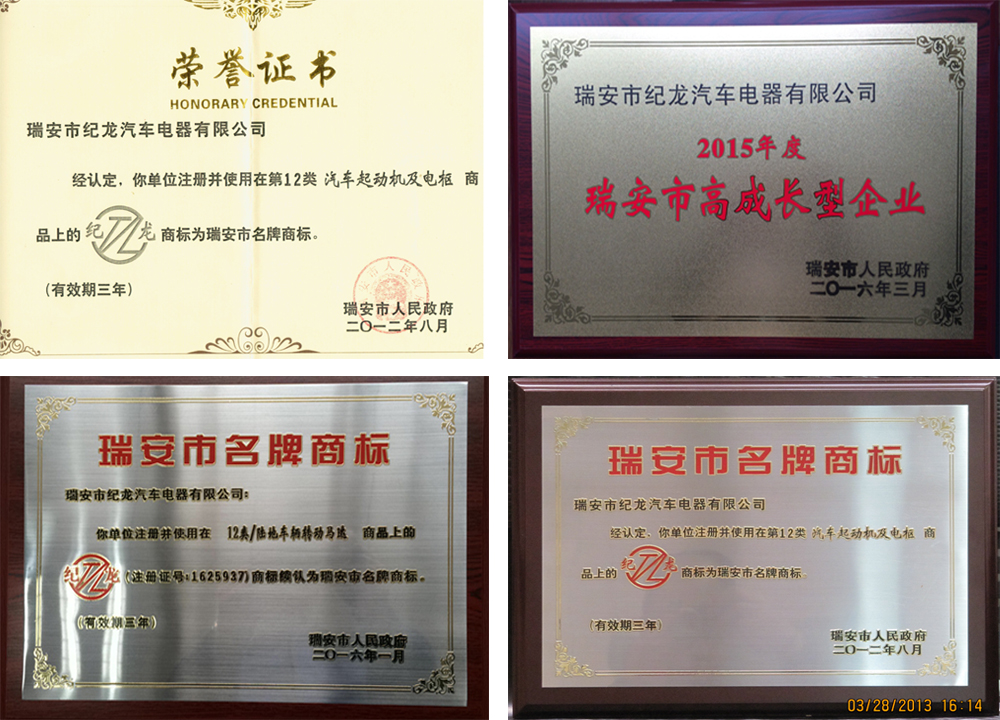 荣誉证书
HONORARY CREDENTIAL
瑞安市纪龙汽车电器有限公司
经认定，你单位注册并使用在第12类 汽车起动机及电枢 商
品上的 纪 龙 商标为瑞安市名牌商标。
(有效期三年)
瑞安市人民政府
二〇一二年八月
瑞安市纪龙汽车电器有限公司
2015年度
瑞安市高成长型企业
瑞安市人民政府
二〇一六年三月
瑞安市名牌商标
瑞安市纪龙汽车电器有限公司:
你单位注册并使用在 12类/陆地车辆转动马达 商品上的
纪 龙 (注册证号:1625937)商标续认为瑞安市名牌商标。
(有效期三年)
瑞安市人民政府
二〇一六年一月
瑞安市名牌商标
瑞安市纪龙汽车电器有限公司
经认定，你单位注册并使用在第12类 汽车起动机及电枢 商
品上的 纪 龙 商标为瑞安市名牌商标。
(有效期三年)
瑞安市人民政府
二〇一二年八月
03/28/2013 16:14